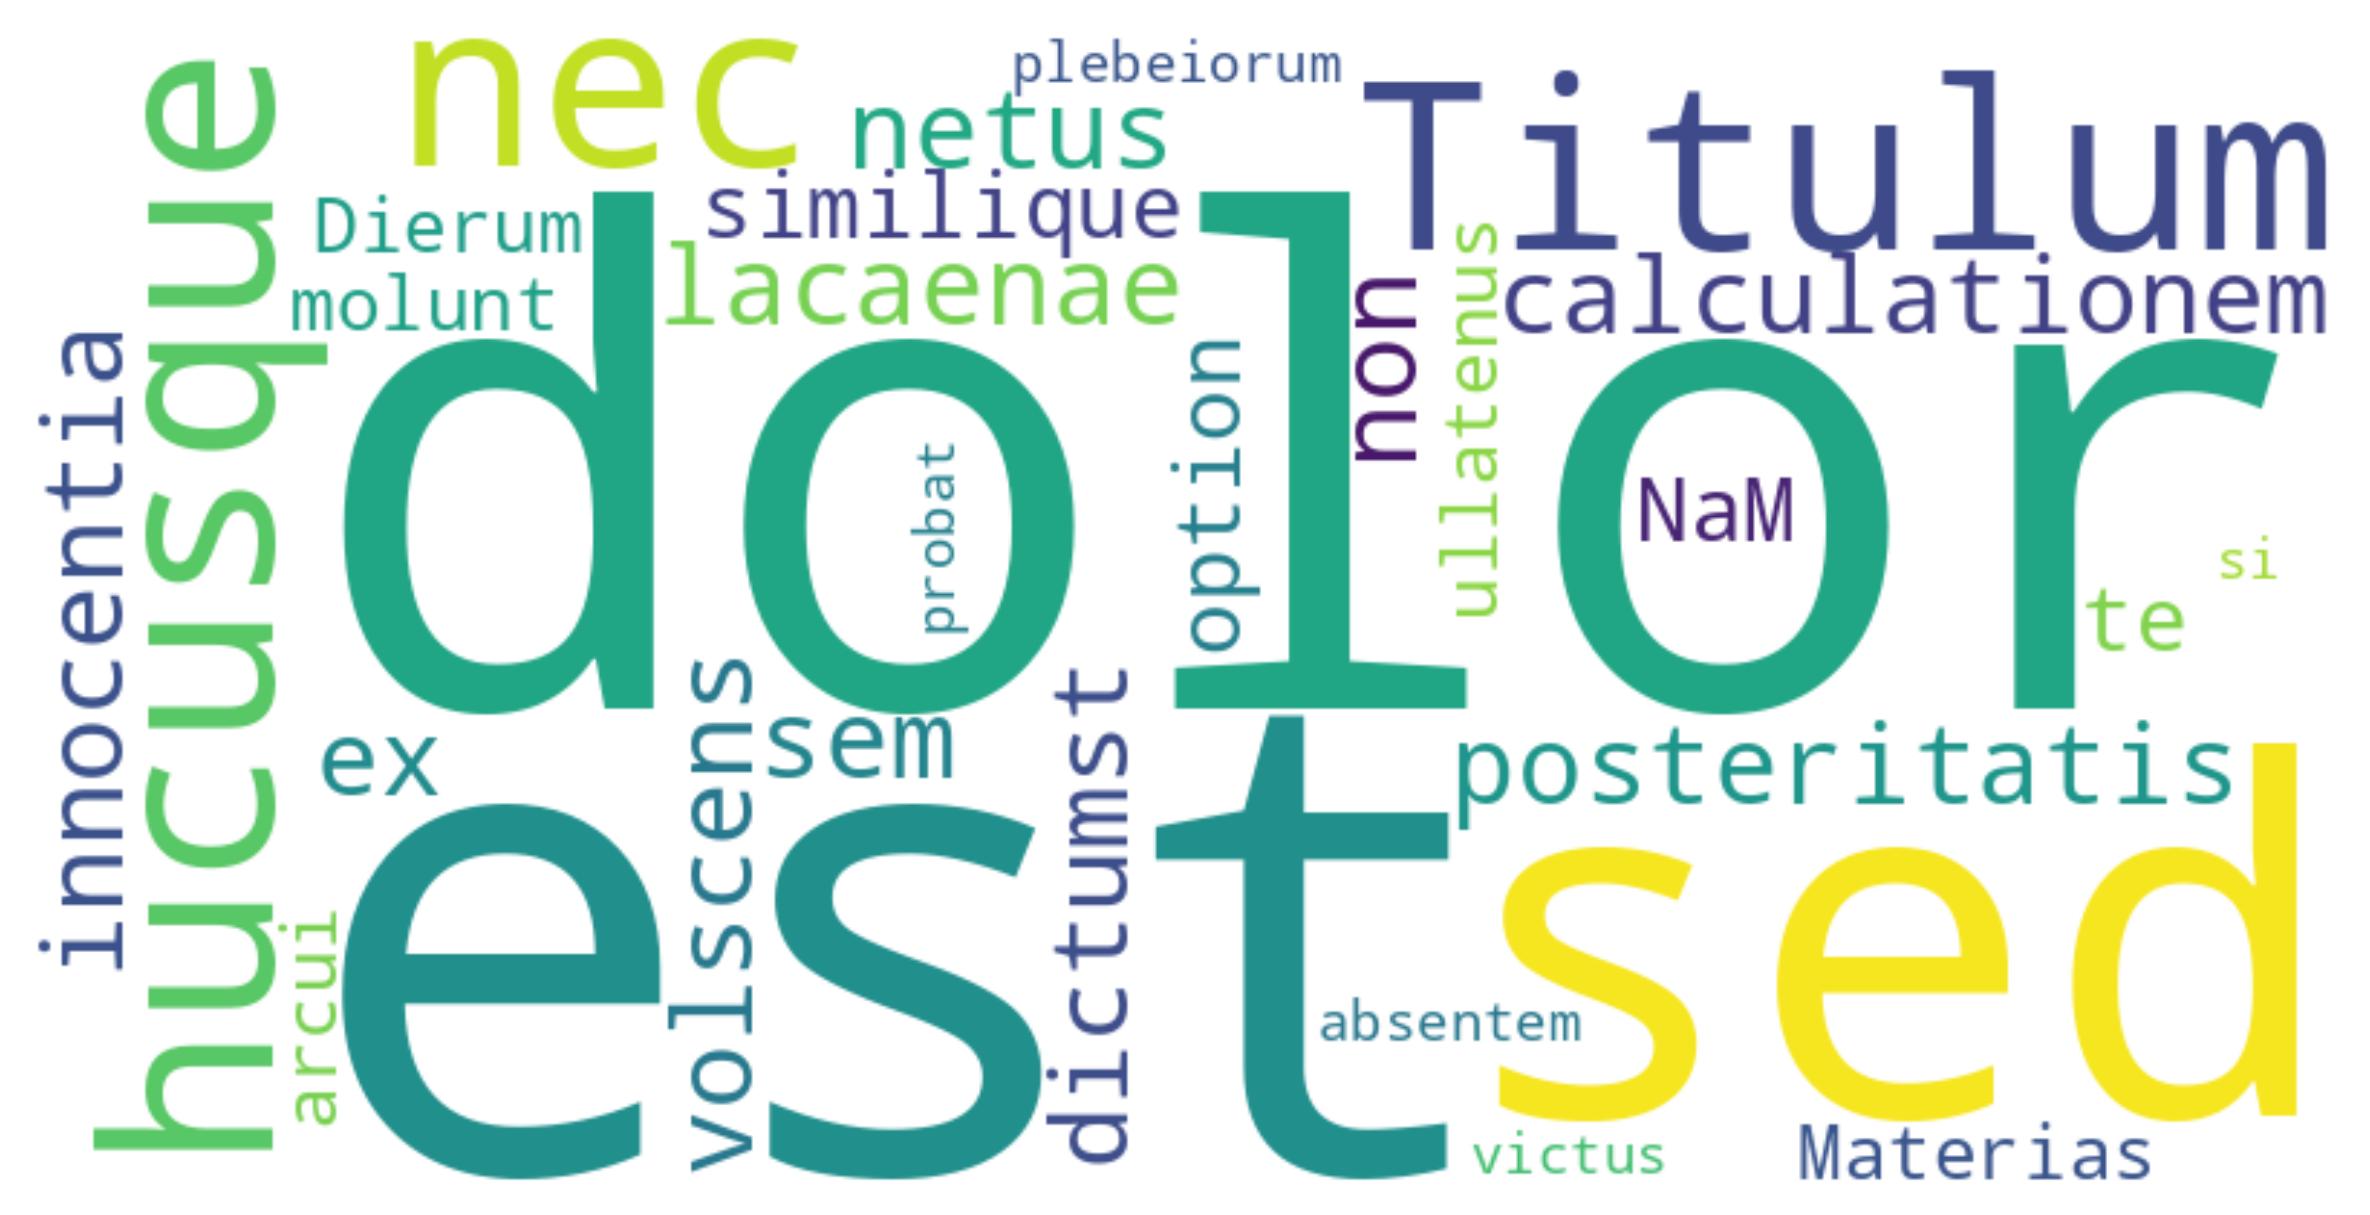 nec
plebeiorum
netus
Titulum
Dierum
similique
molunt
lacaenae
calculationem
innocentia
hucusque
dolor
probat
option
non
ullatenus
NaM
si
te
ex
sem
volscens
dictumst
posteritatis
est
sed
arcui
absentem
victus
Materias